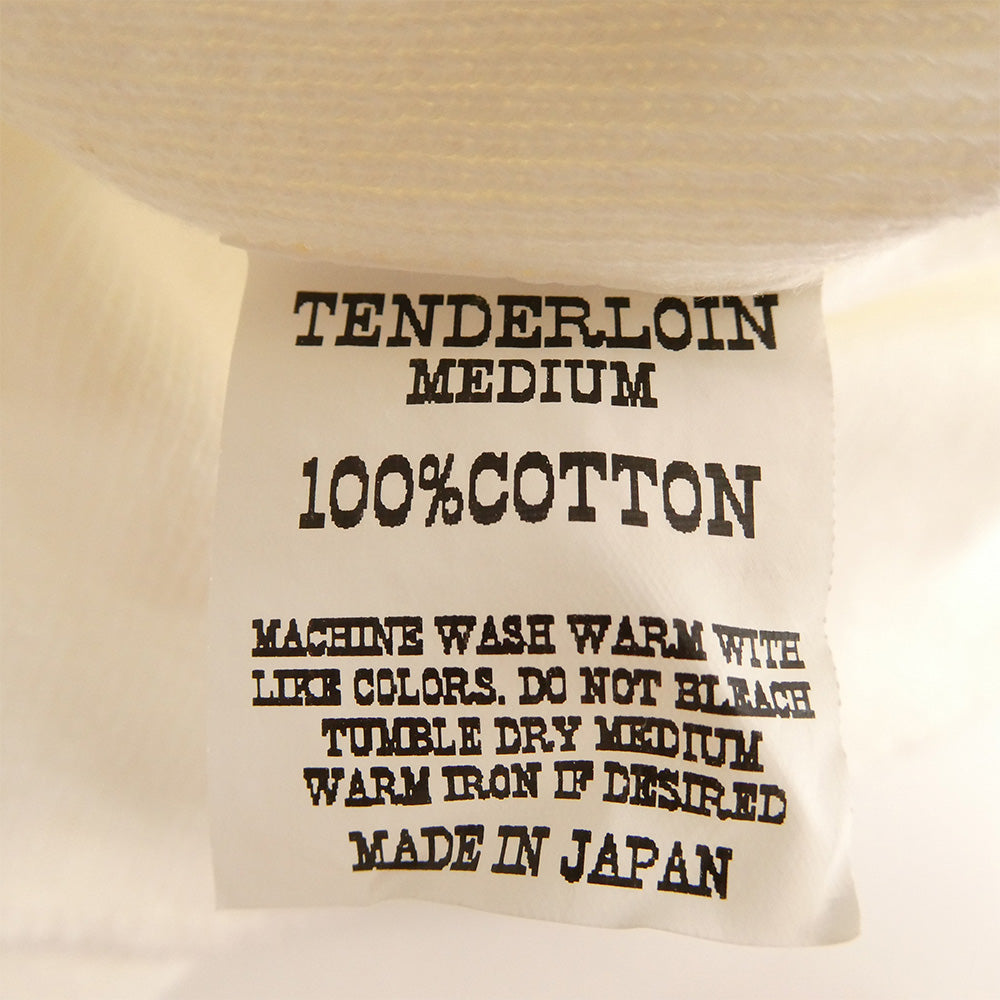 TENDERLOIN
MEDIUM
100%COTTON
MACHINE WASH WARM WITH
LIKE COLORS. DO NOT BLEACH
TUMBLE DRY MEDIUM
WARM IRON IF DESIRED
MADE IN JAPAN